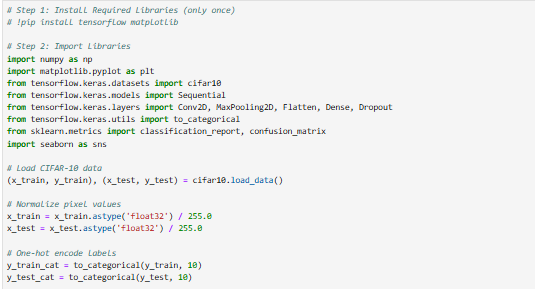 # Step 1: Install Required Libraries (only once)
# !pip install tensorflow matplotlib
# Step 2: Import Libraries
import numpy as np
import matplotlib.pyplot as plt
from tensorflow.keras.datasets import cifar10
from tensorflow.keras.models import Sequential
from tensorflow.keras.layers import Conv2D, MaxPooling2D, Flatten, Dense, Dropout
from tensorflow.keras.utils import to_categorical
from sklearn.metrics import classification_report, confusion_matrix
import seaborn as sns
# Load CIFAR-10 data
(x_train, y_train), (x_test, y_test) = cifar10.load_data()
# Normalize pixel values
x_train = x_train.astype('float32') / 255.0
x_test = x_test.astype('float32') / 255.0
# One-hot encode labels
y_train_cat = to_categorical(y_train, 10)
y_test_cat = to_categorical(y_test, 10)